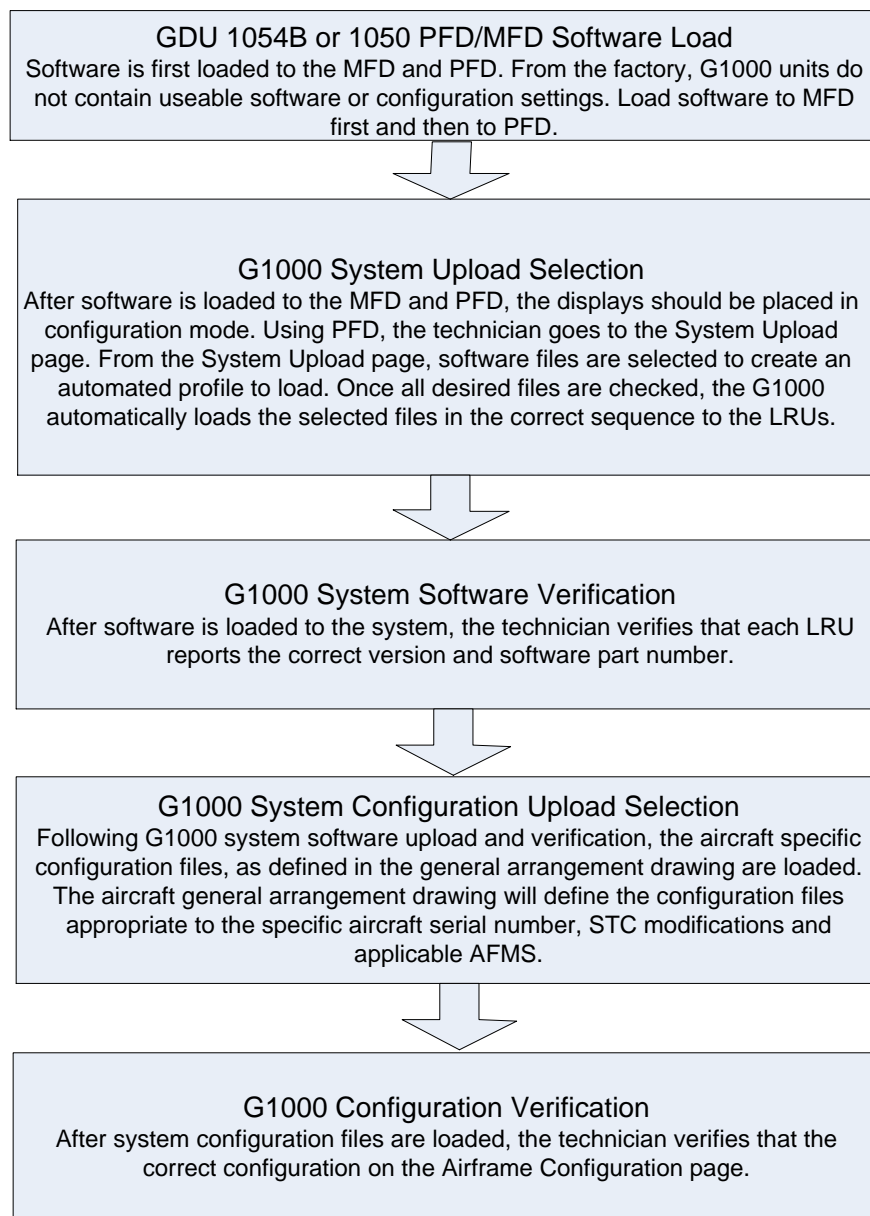 GDU 1054B or 1050 PFD/MFD Software Load
Software is first loaded to the MFD and PFD. From the factory, G1000 units do
not contain useable software or configuration settings. Load software to MFD
first and then to PFD.
G1000 System Upload Selection
After software is loaded to the MFD and PFD, the displays should be placed in
configuration mode. Using PFD, the technician goes to the System Upload
page. From the System Upload page, software files are selected to create an
automated profile to load. Once all desired files are checked, the G1000
automatically loads the selected files in the correct sequence to the LRUs.
G1000 System Software Verification
After software is loaded to the system, the technician verifies that each LRU
reports the correct version and software part number.
G1000 System Configuration Upload Selection
Following G1000 system software upload and verification, the aircraft specific
configuration files, as defined in the general arrangement drawing are loaded.
The aircraft general arrangement drawing will define the configuration files
appropriate to the specific aircraft serial number, STC modifications and
applicable AFMS.
G1000 Configuration Verification
After system configuration files are loaded, the technician verifies that the
correct configuration on the Airframe Configuration page.